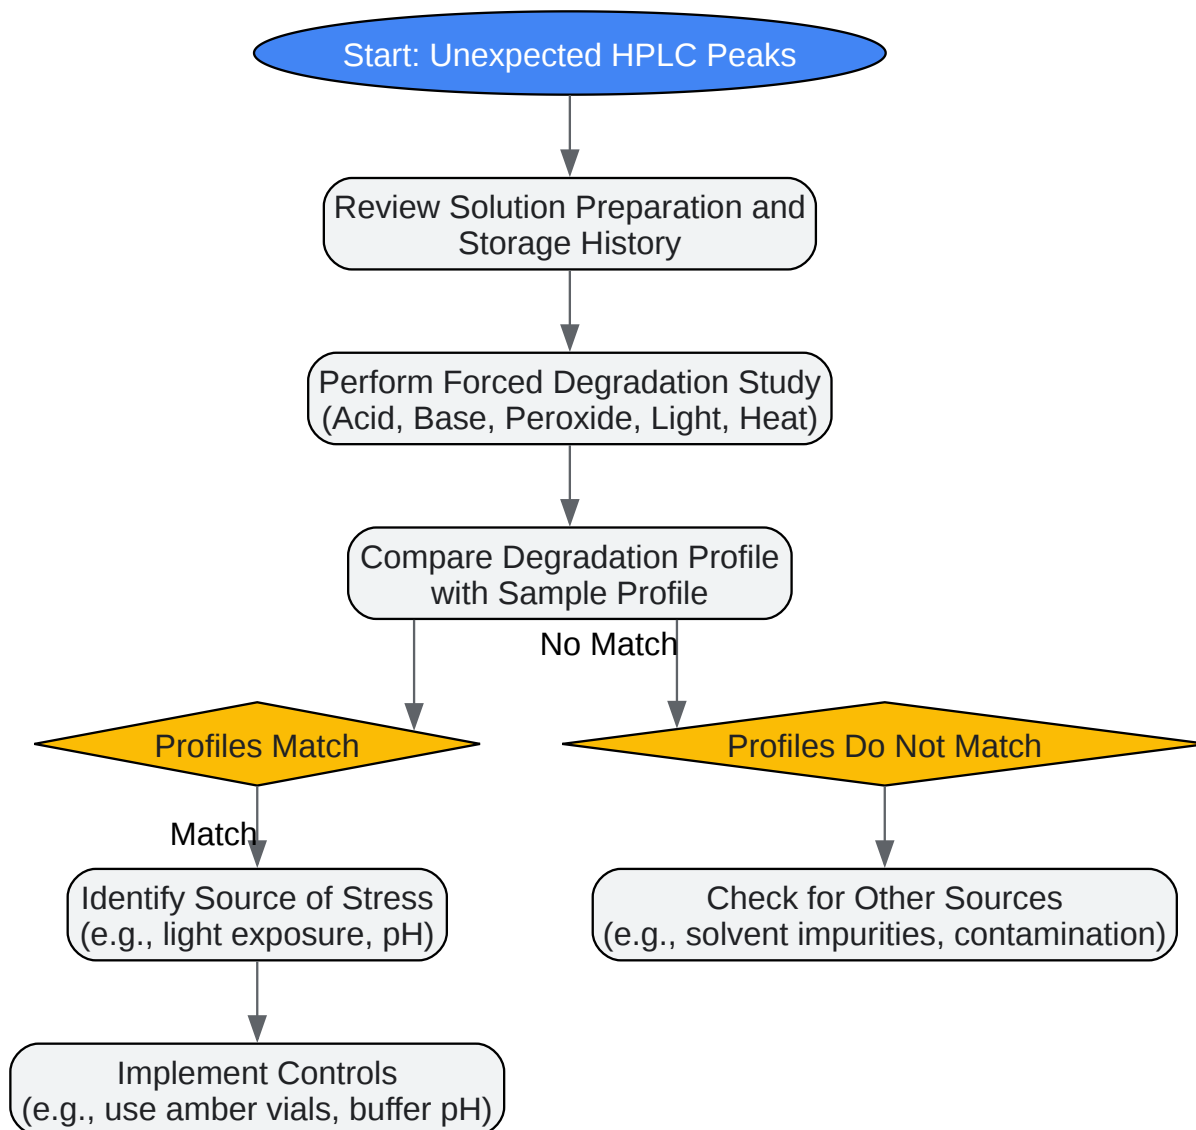 Start: Unexpected HPLC Peaks
Review Solution Preparation and
Storage History
Perform Forced Degradation Study
(Acid, Base, Peroxide, Light, Heat)
Compare Degradation Profile
with Sample Profile
No Match
Profiles Match
Profiles Do Not Match
Match
Identify Source of Stress
(e.g., light exposure, pH)
Check for Other Sources
(e.g., solvent impurities, contamination)
Implement Controls
(e.g., use amber vials, buffer pH)